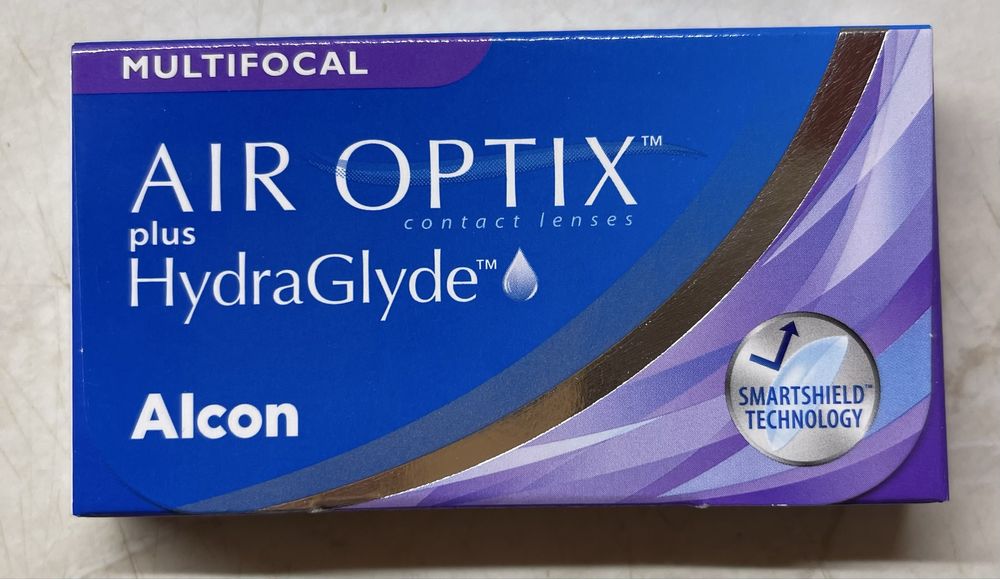 MULTIFOCAL
AIR OPTIX™
contact lenses
plus
HydraGlyde™
Alcon
SMARTSHIELD™
TECHNOLOGY